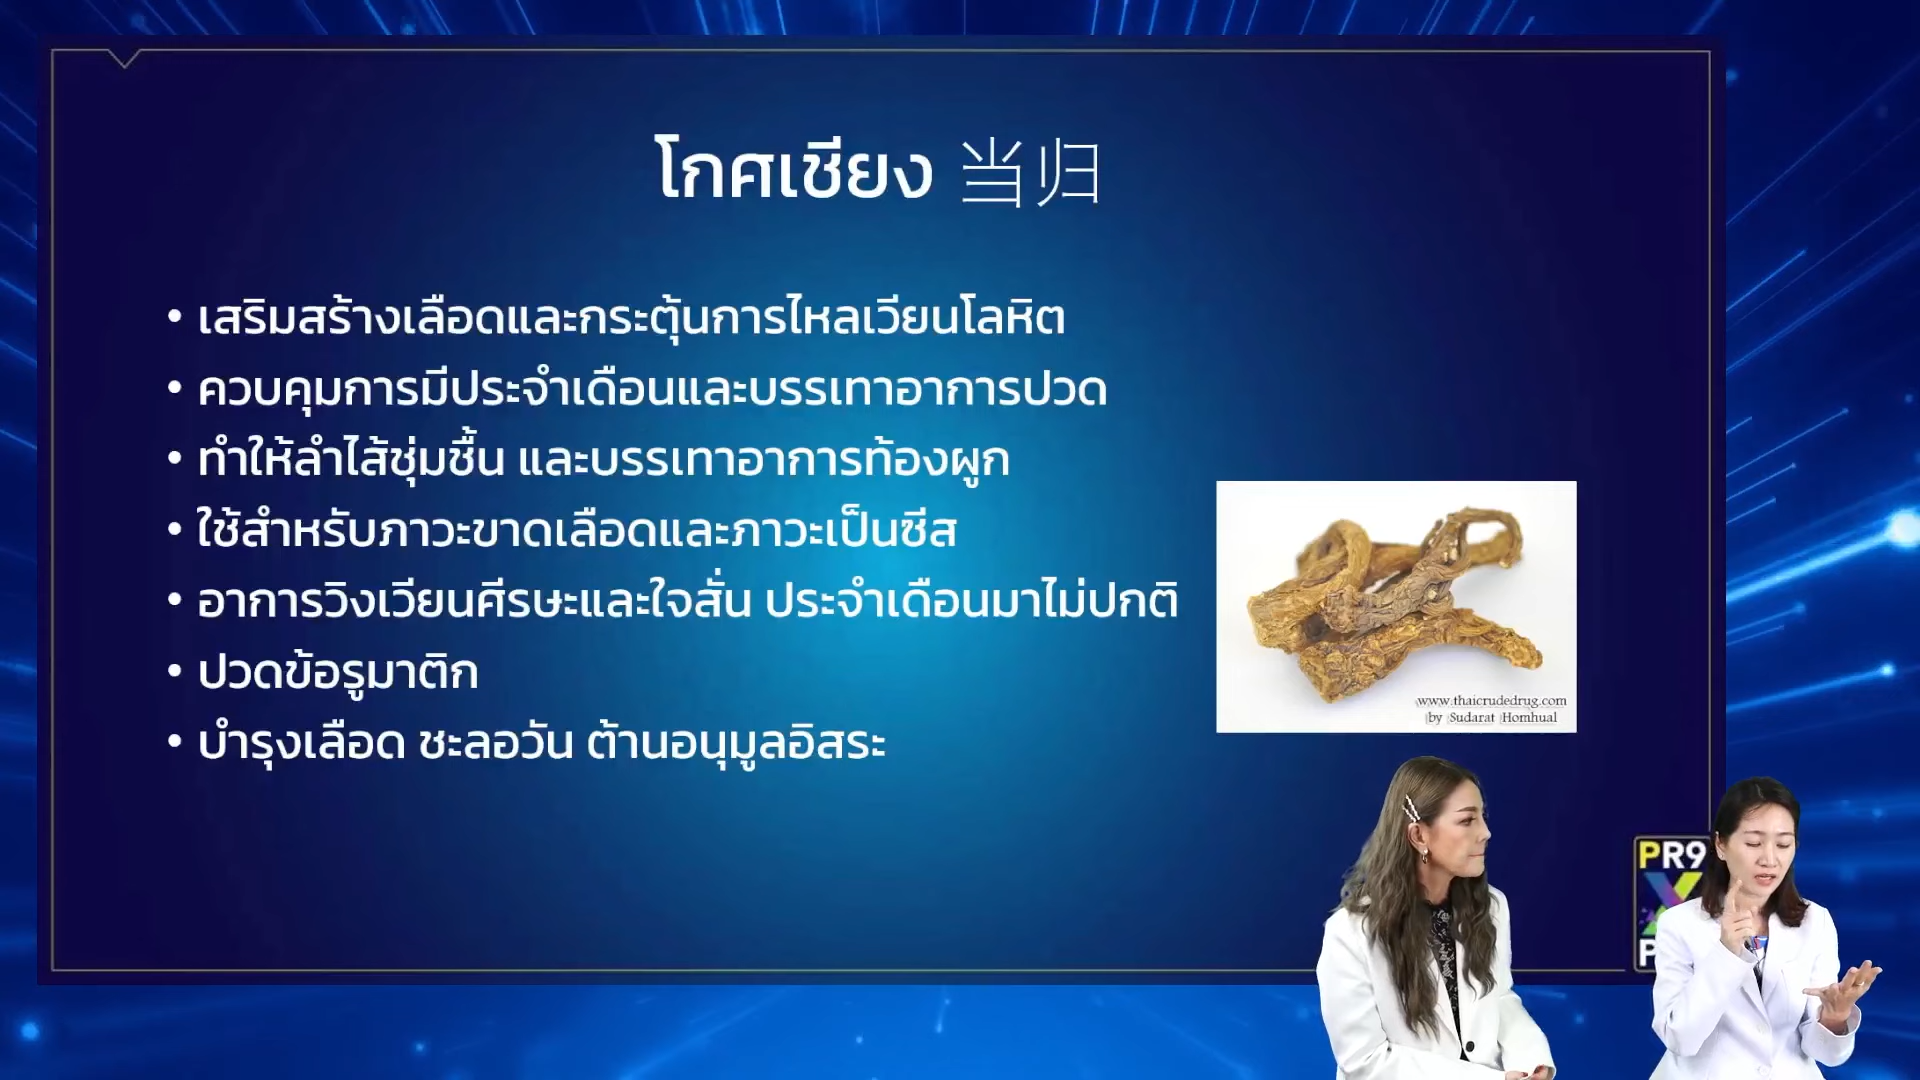 โกศเชียง 当归
• เสริมสร้างเลือดและกระตุ้นการไหลเวียนโลหิต
• ควบคุมการมีประจำเดือนและบรรเทาอาการปวด
• ทำให้ลำไส้ชุ่มชื้น และบรรเทาอาการท้องผูก
• ใช้สำหรับภาวะขาดเลือดและภาวะเป็นซีส
• อาการวิงเวียนศีรษะและใจสั่น ประจำเดือนมาไม่ปกติ
• ปวดข้อรูมาติก
• บำรุงเลือด ชะลอวัน ต้านอนุมูลอิสระ
www.thaicrudedrug.com
by Sudarat Homhual
PR9
X
P